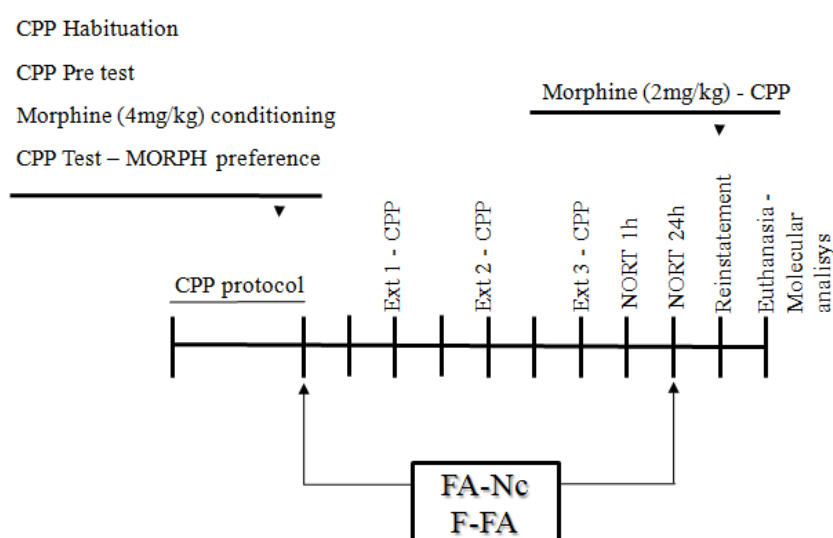 CPP Habituation
CPP Pre test
Morphine (4mg/kg) conditioning
CPP Test – MORPH preference
Morphine (2mg/kg) - CPP
CPP protocol
Ext 1 - CPP
Ext 2 - CPP
Ext 3 - CPP
NORT 1h
NORT 24h
Reinstatement
Euthanasia -
Molecular
analisys
FA-Nc
F-FA